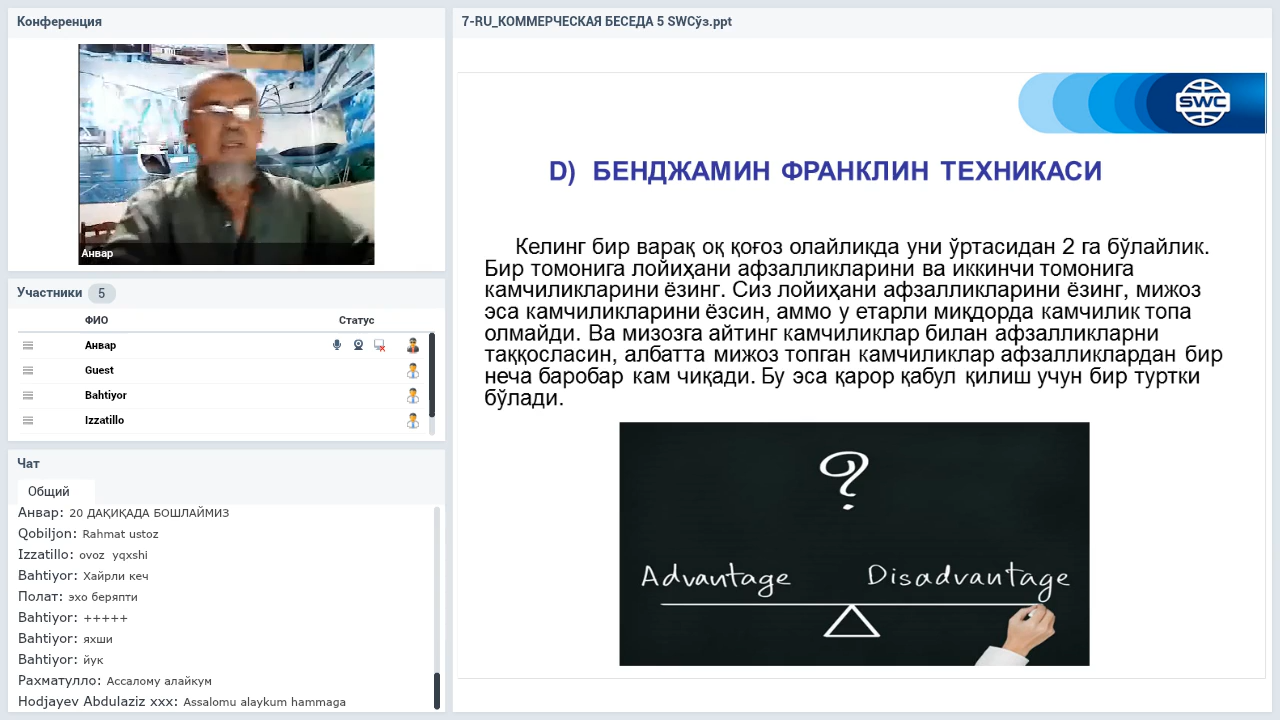 Конференция
Анвар
Участники 5
ФИО Статус
Анвар
Guest
Bahtiyor
Izzatillo
Чат
Общий
Анвар: 20 ДАҚИҚАДА БОШЛАЙМИЗ
Qobiljon: Rahmat ustoz
Izzatillo: ovoz yqxshi
Bahtiyor: Хайрли кеч
Полат: эхо беряпти
Bahtiyor: +++++
Bahtiyor: яхши
Bahtiyor: йук
Рахматулло: Ассалому алайкум
Hodjayev Abdulaziz xxx: Assalomu alaykum hammaga
7-RU_КОММЕРЧЕСКАЯ БЕСЕДА 5 SWCўз.ppt
SWC
D) БЕНДЖАМИН ФРАНКЛИН ТЕХНИКАСИ
Келинг бир варақ оқ қоғоз олайликда уни ўртасидан 2 га бўлайлик.
Бир томонига лойиҳани афзалликларини ва иккинчи томонига
камчиликларини ёзинг. Сиз лойиҳани афзалликларини ёзинг, мижоз
эса камчиликларини ёзсин, аммо у етарли миқдорда камчилик топа
олмайди. Ва мизозга айтинг камчиликлар билан афзалликларни
таққосласин, албатта мижоз топган камчиликлар афзалликлардан бир
неча баробар кам чиқади. Бу эса қарор қабул қилиш учун бир туртки
бўлади.
?
Advantage Disadvantage